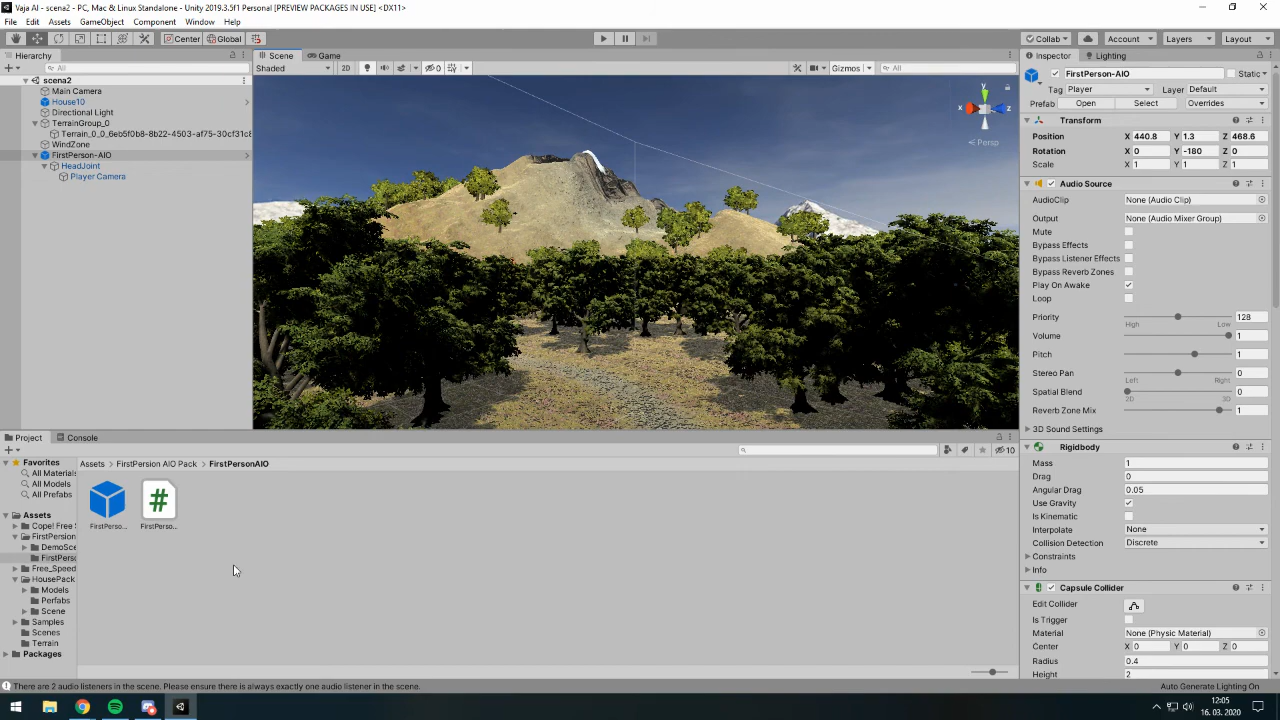 Vaja AI - scena2 - PC, Mac & Linux Standalone - Unity 2019.3.5f1 Personal [PREVIEW PACKAGES IN USE] <DX11>
File Edit Assets GameObject Component Window Help
Center Global Collab Account Layers Layout
Hierarchy Scene Game Inspector Lighting
All Shaded 2D 0 Gizmos All FirstPerson-AIO Static
scena2
Main Camera
House10
Directional Light
TerrainGroup_0
Terrain_0_0_6eb5f0b8-8b22-4503-af75-30cf31c8
WindZone
FirstPerson-AIO
HeadJoint
Player Camera
y
x z
Persp
Tag Player Layer Default
Prefab Open Select Overrides
Transform
Position X 440.8 Y 1.3 Z 468.6
Rotation X 0 Y -180 Z 0
Scale X 1 Y 1 Z 1
Audio Source
AudioClip None (Audio Clip)
Output None (Audio Mixer Group)
Mute
Bypass Effects
Bypass Listener Effects
Bypass Reverb Zones
Play On Awake
Loop
Priority 128
High Low
Volume 1
Pitch 1
Stereo Pan 0
Left Right
Spatial Blend 0
2D 3D
Reverb Zone Mix 1
3D Sound Settings
Rigidbody
Mass 1
Drag 0
Angular Drag 0.05
Use Gravity
Is Kinematic
Interpolate None
Collision Detection Discrete
Constraints
Info
Capsule Collider
Edit Collider
Is Trigger
Material None (Physic Material)
Center X 0 Y 0 Z 0
Radius 0.4
Height 2
Project Console
10
Favorites
All Materials
All Models
All Prefabs
Assets
Cope! Free S
FirstPersion
DemoSce
FirstPerso
Free_Speed
HousePack
Models
Perfabs
Scene
Samples
Scenes
Terrain
Packages
Assets > FirstPersion AIO Pack > FirstPersonAIO
FirstPerso... FirstPerso...
There are 2 audio listeners in the scene. Please ensure there is always exactly one audio listener in the scene.
Auto Generate Lighting On
12:05
16. 03. 2020